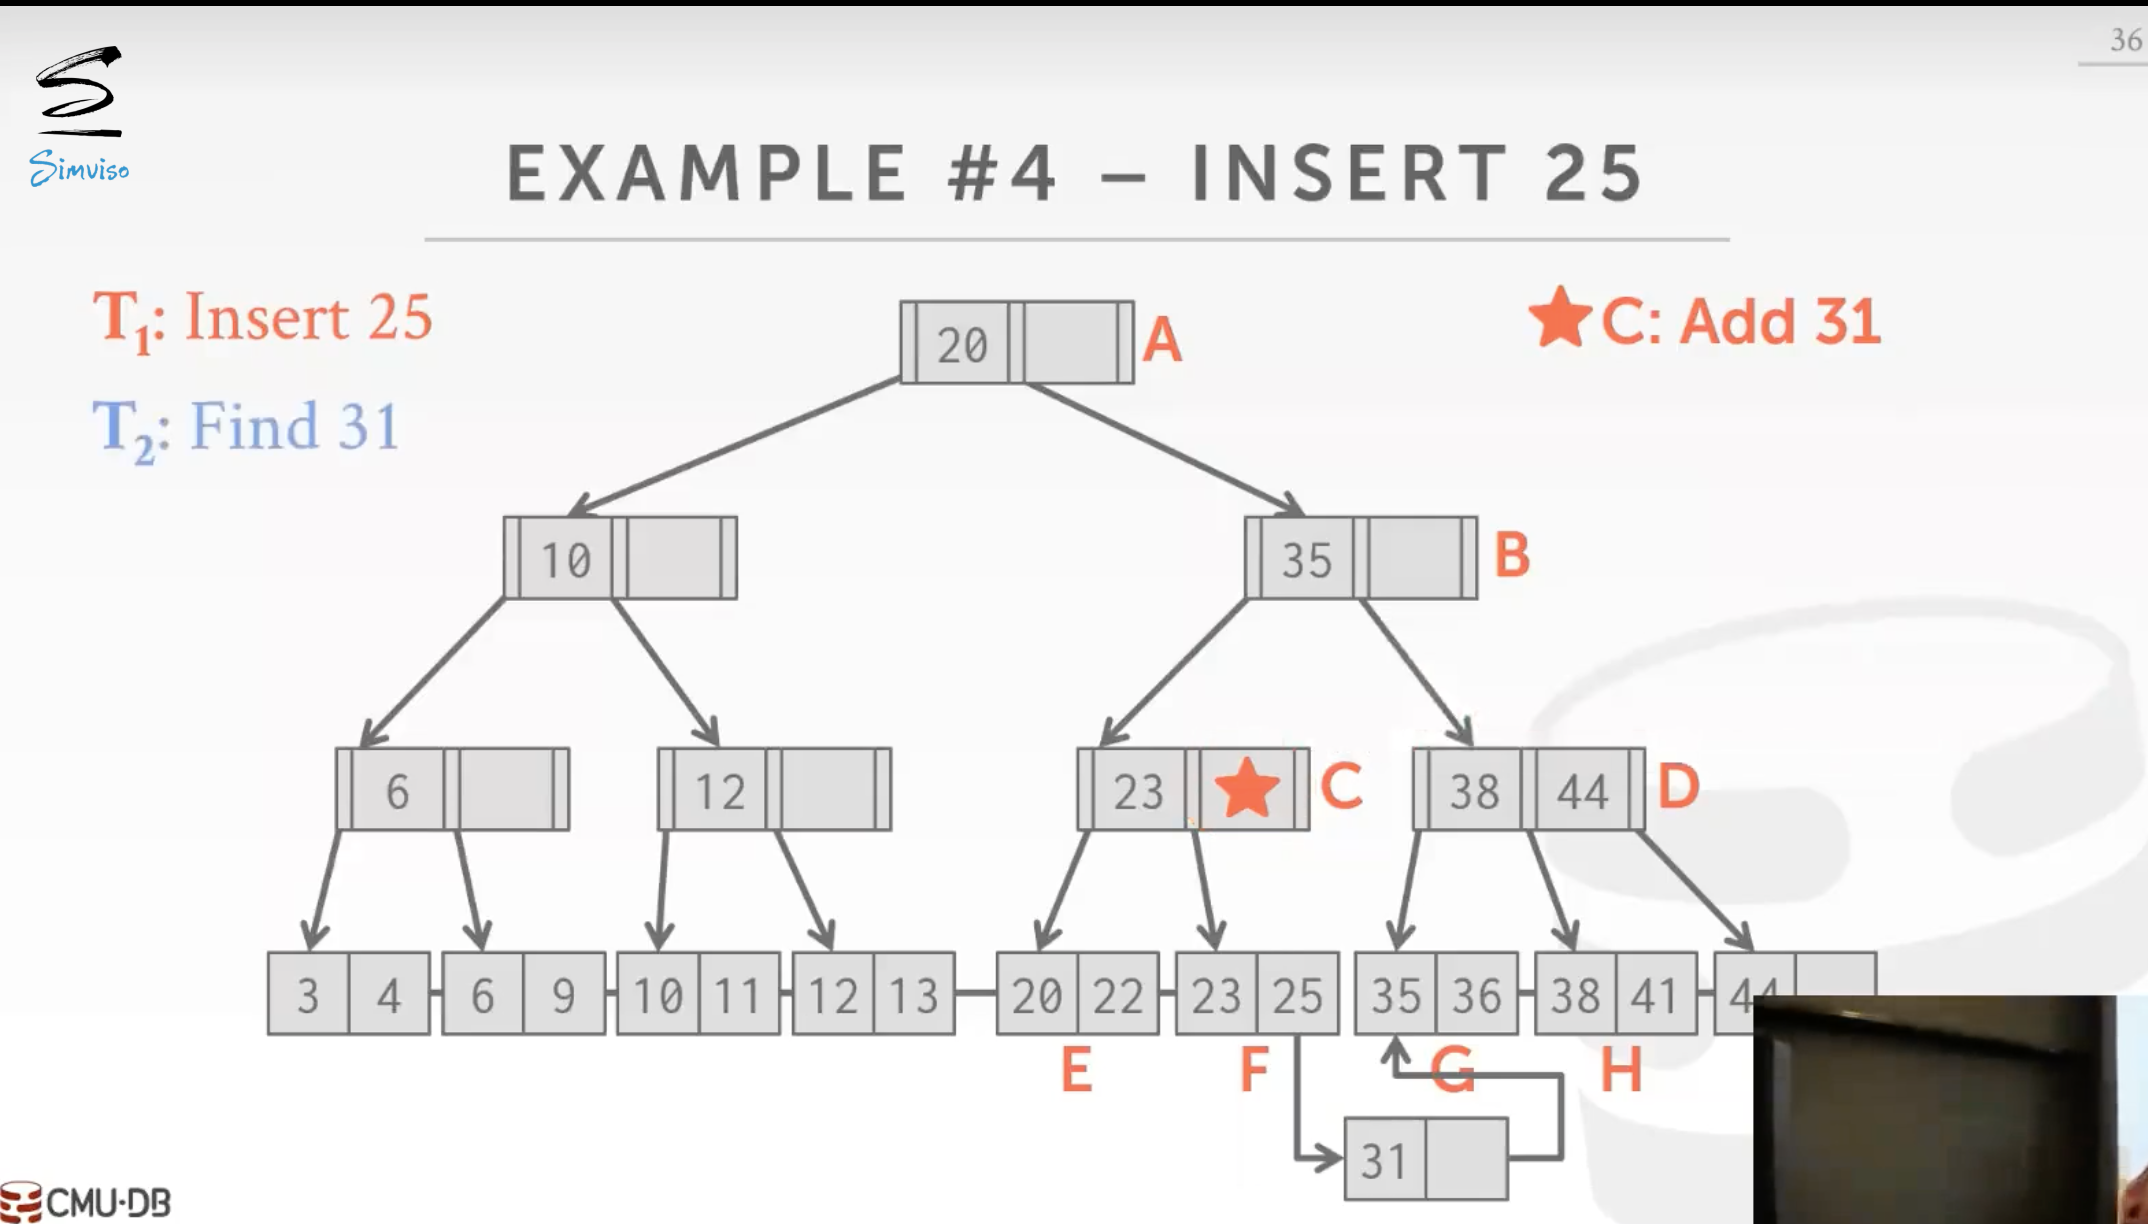 36
Simviso
EXAMPLE #4 – INSERT 25
T1: Insert 25
★C: Add 31
T2: Find 31
20 A
10
35 B
6
12
23 ★ C
38 44 D
3 4
6 9
10 11
12 13
20 22
23 25
35 36
38 41
44
E
F
G
H
31
CMU·DB